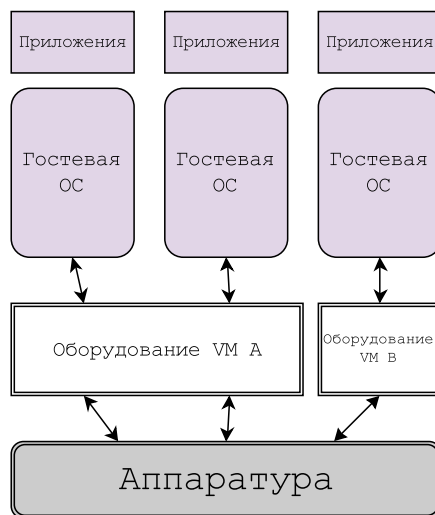 Приложения
Приложения
Приложения
Гостевая
ОС
Гостевая
ОС
Гостевая
ОС
Оборудование VM A
Оборудование
VM B
Аппаратура